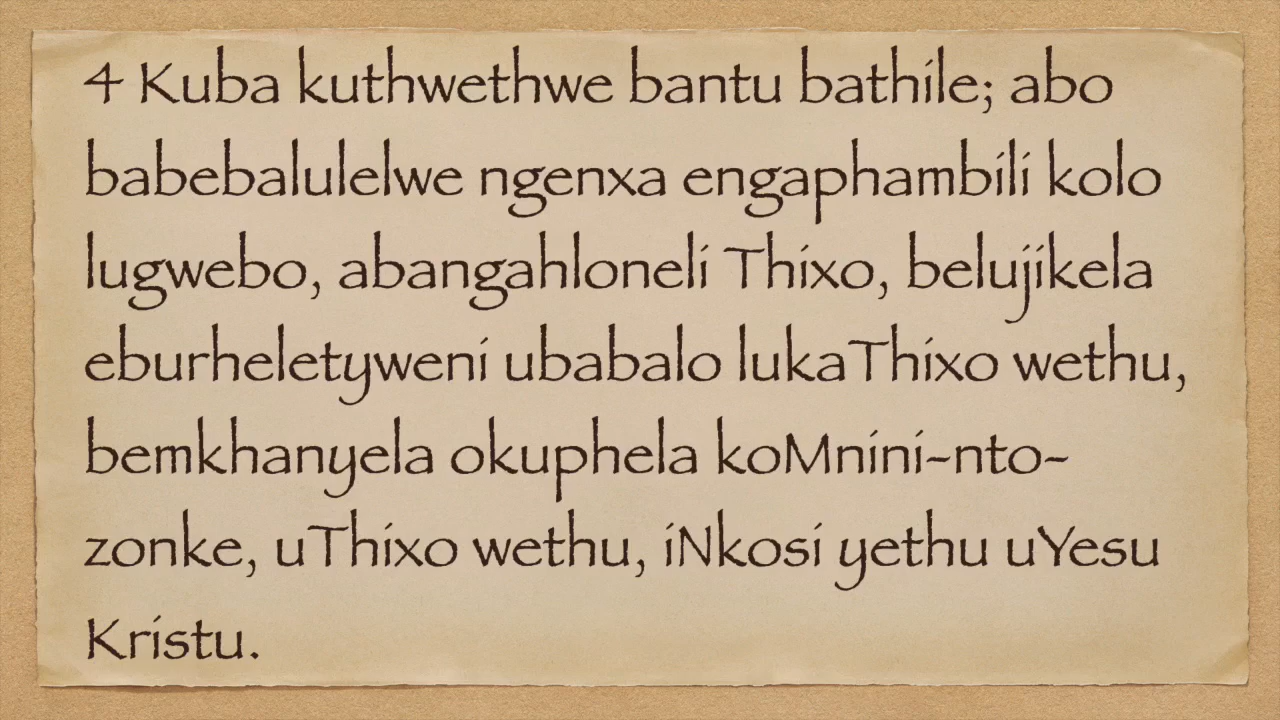 4 Kuba kuthwethwe bantu bathile; abo
babebalulelwe ngenxa engaphambili kolo
lugwebo, abangahloneli Thixo, belujikela
eburheletyweni ubabalo lukaThixo wethu,
bemkhanyela okuphela koMnini-nto-
zonke, uThixo wethu, iNkosi yethu uYesu
Kristu.